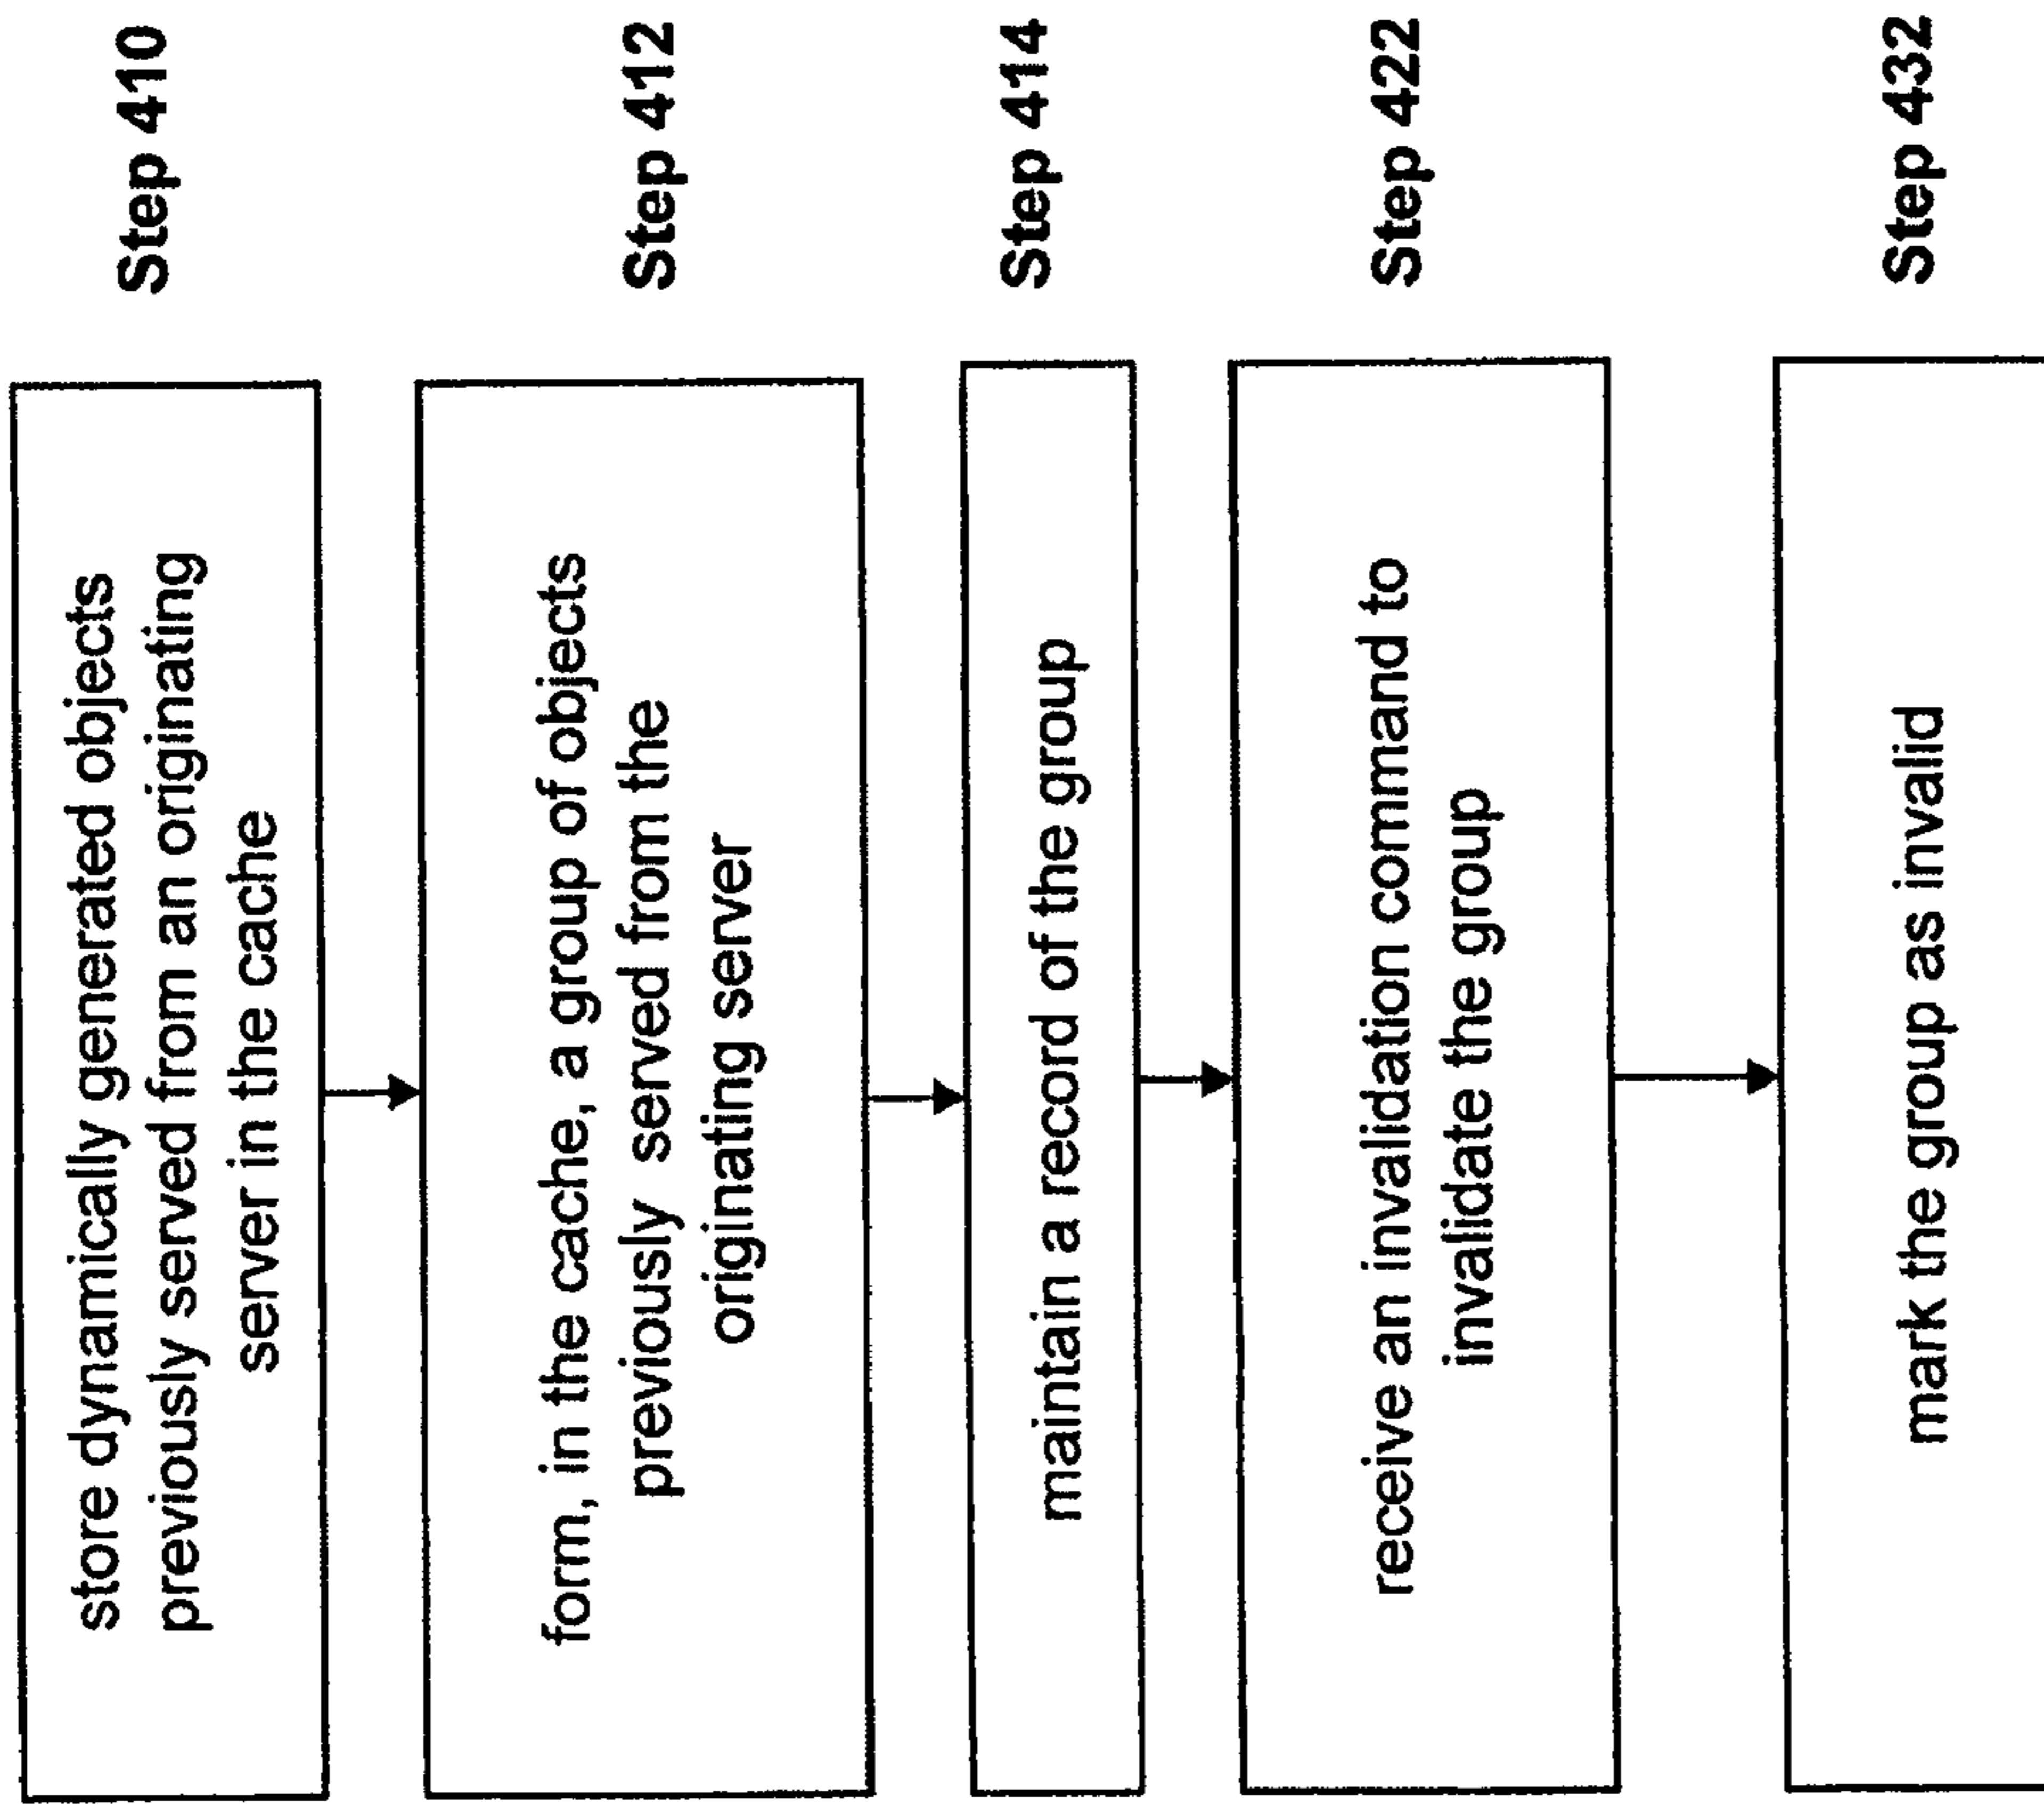 store dynamically generated objects
previously served from an originating
server in the cache
Step 410
form, in the cache, a group of objects
previously served from the
originating server
Step 412
maintain a record of the group
Step 414
receive an invalidation command to
invalidate the group
Step 422
mark the group as invalid
Step 432